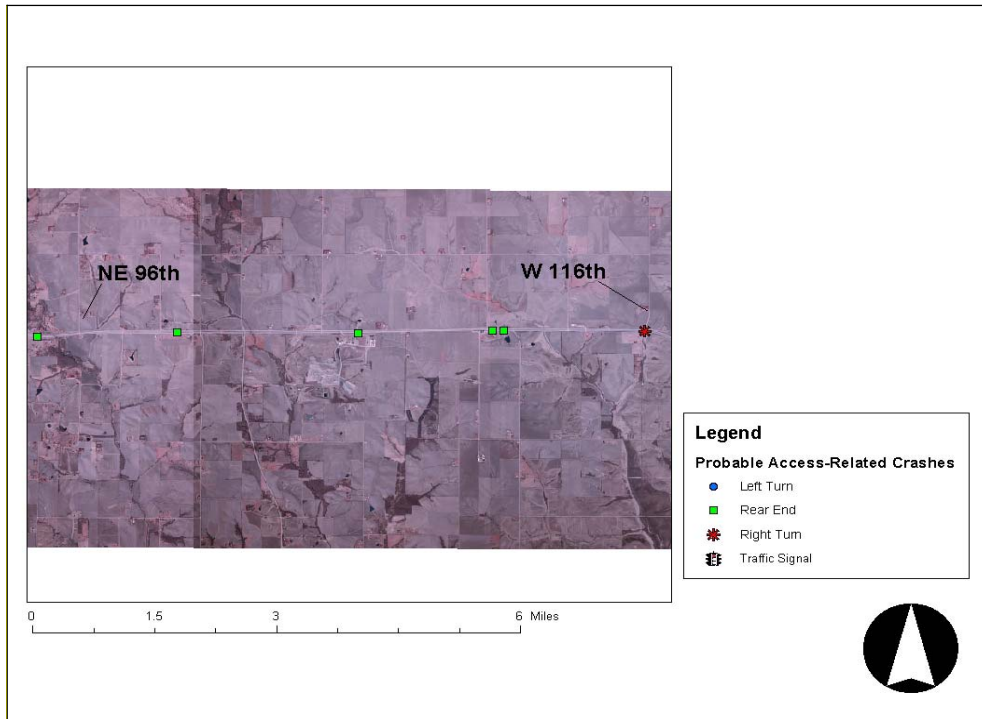 NE 96th
W 116th
Legend
Probable Access-Related Crashes
Left Turn
Rear End
Right Turn
Traffic Signal
0 1.5 3 6 Miles